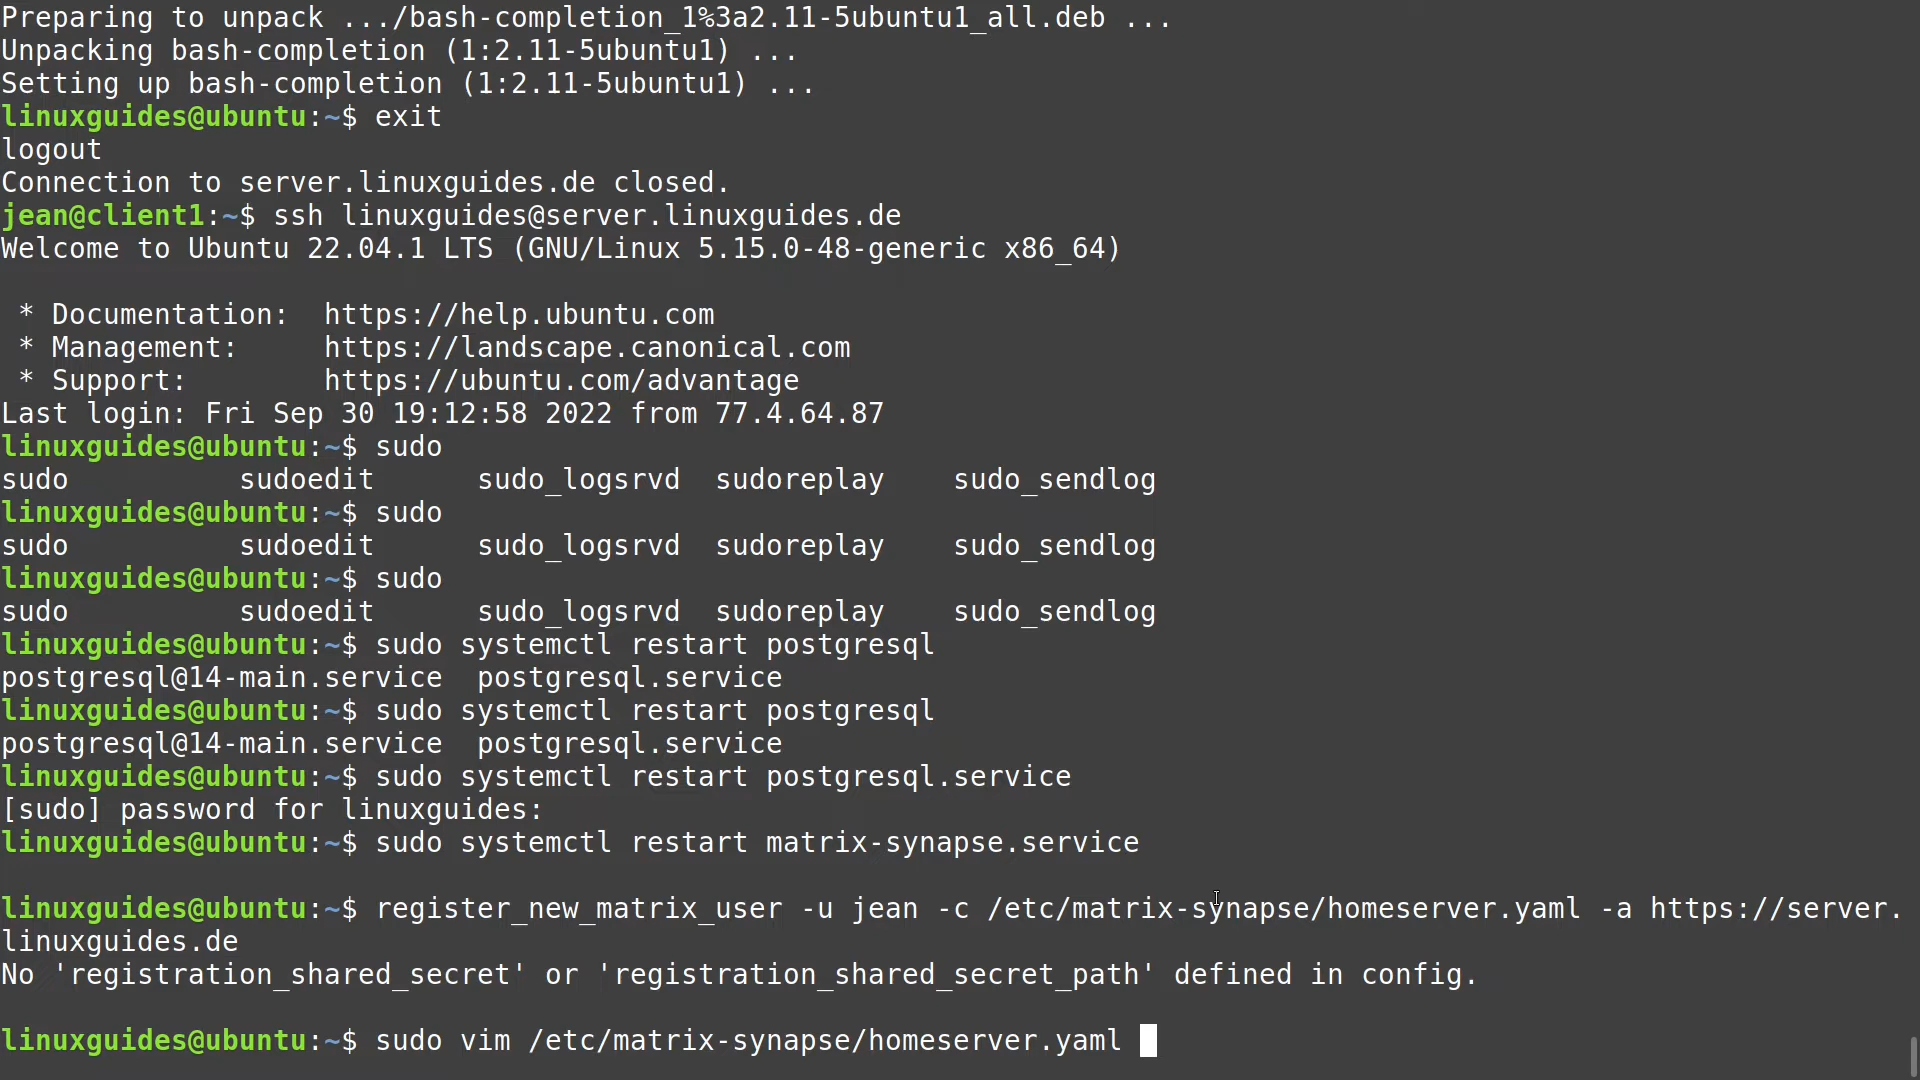 Preparing to unpack .../bash-completion_1%3a2.11-5ubuntu1_all.deb ...
Unpacking bash-completion (1:2.11-5ubuntu1) ...
Setting up bash-completion (1:2.11-5ubuntu1) ...
linuxguides@ubuntu:~$ exit
logout
Connection to server.linuxguides.de closed.
jean@client1:~$ ssh linuxguides@server.linuxguides.de
Welcome to Ubuntu 22.04.1 LTS (GNU/Linux 5.15.0-48-generic x86_64)
 * Documentation:  https://help.ubuntu.com
 * Management:     https://landscape.canonical.com
 * Support:        https://ubuntu.com/advantage
Last login: Fri Sep 30 19:12:58 2022 from 77.4.64.87
linuxguides@ubuntu:~$ sudo
sudo          sudoedit      sudo_logsrvd  sudoreplay    sudo_sendlog
linuxguides@ubuntu:~$ sudo
sudo          sudoedit      sudo_logsrvd  sudoreplay    sudo_sendlog
linuxguides@ubuntu:~$ sudo
sudo          sudoedit      sudo_logsrvd  sudoreplay    sudo_sendlog
linuxguides@ubuntu:~$ sudo systemctl restart postgresql
postgresql@14-main.service  postgresql.service
linuxguides@ubuntu:~$ sudo systemctl restart postgresql
postgresql@14-main.service  postgresql.service
linuxguides@ubuntu:~$ sudo systemctl restart postgresql.service
[sudo] password for linuxguides:
linuxguides@ubuntu:~$ sudo systemctl restart matrix-synapse.service
linuxguides@ubuntu:~$ register_new_matrix_user -u jean -c /etc/matrix-synapse/homeserver.yaml -a https://server.
linuxguides.de
No 'registration_shared_secret' or 'registration_shared_secret_path' defined in config.
linuxguides@ubuntu:~$ sudo vim /etc/matrix-synapse/homeserver.yaml